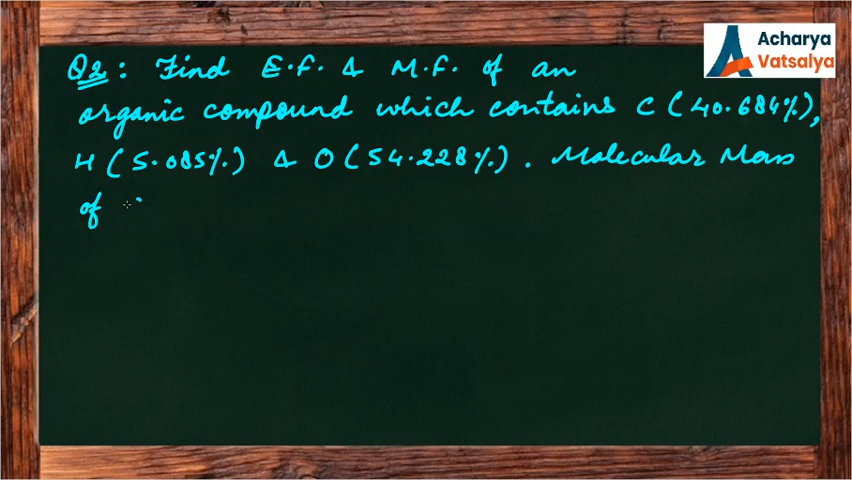 Acharya
Vatsalya
Q2: Find E.F. & M.F. of an
organic compound which contains C (40.684%),
H (5.085%) & O (54.228%). Molecular Mass
of